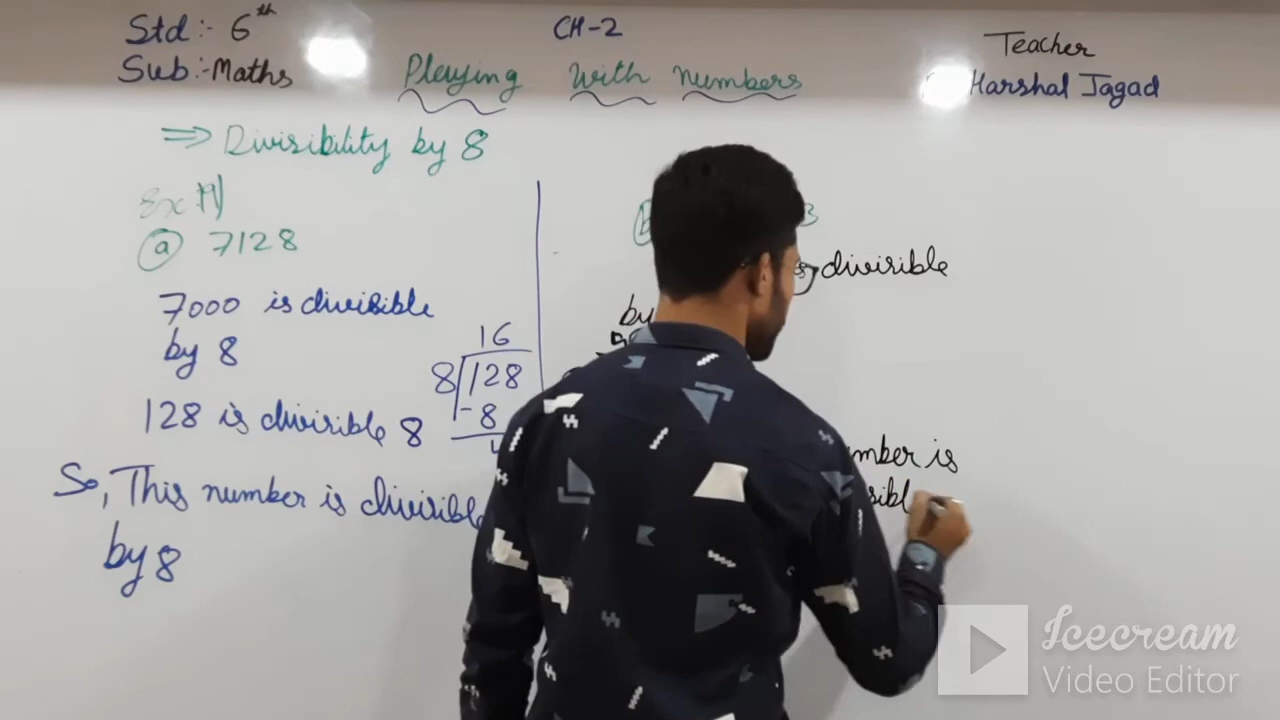 Std :- 6th
CH-2
Teacher
Sub :- Maths
Playing with numbers
Harshal Jagad
⇒ Divisibility by 8
(a) 7128
7000 is divisible
by 8
16
8 128
- 8
128 is divisible 8
So, This number is divisible
by 8
3
divisible
by
mber is
Icecream
Video Editor